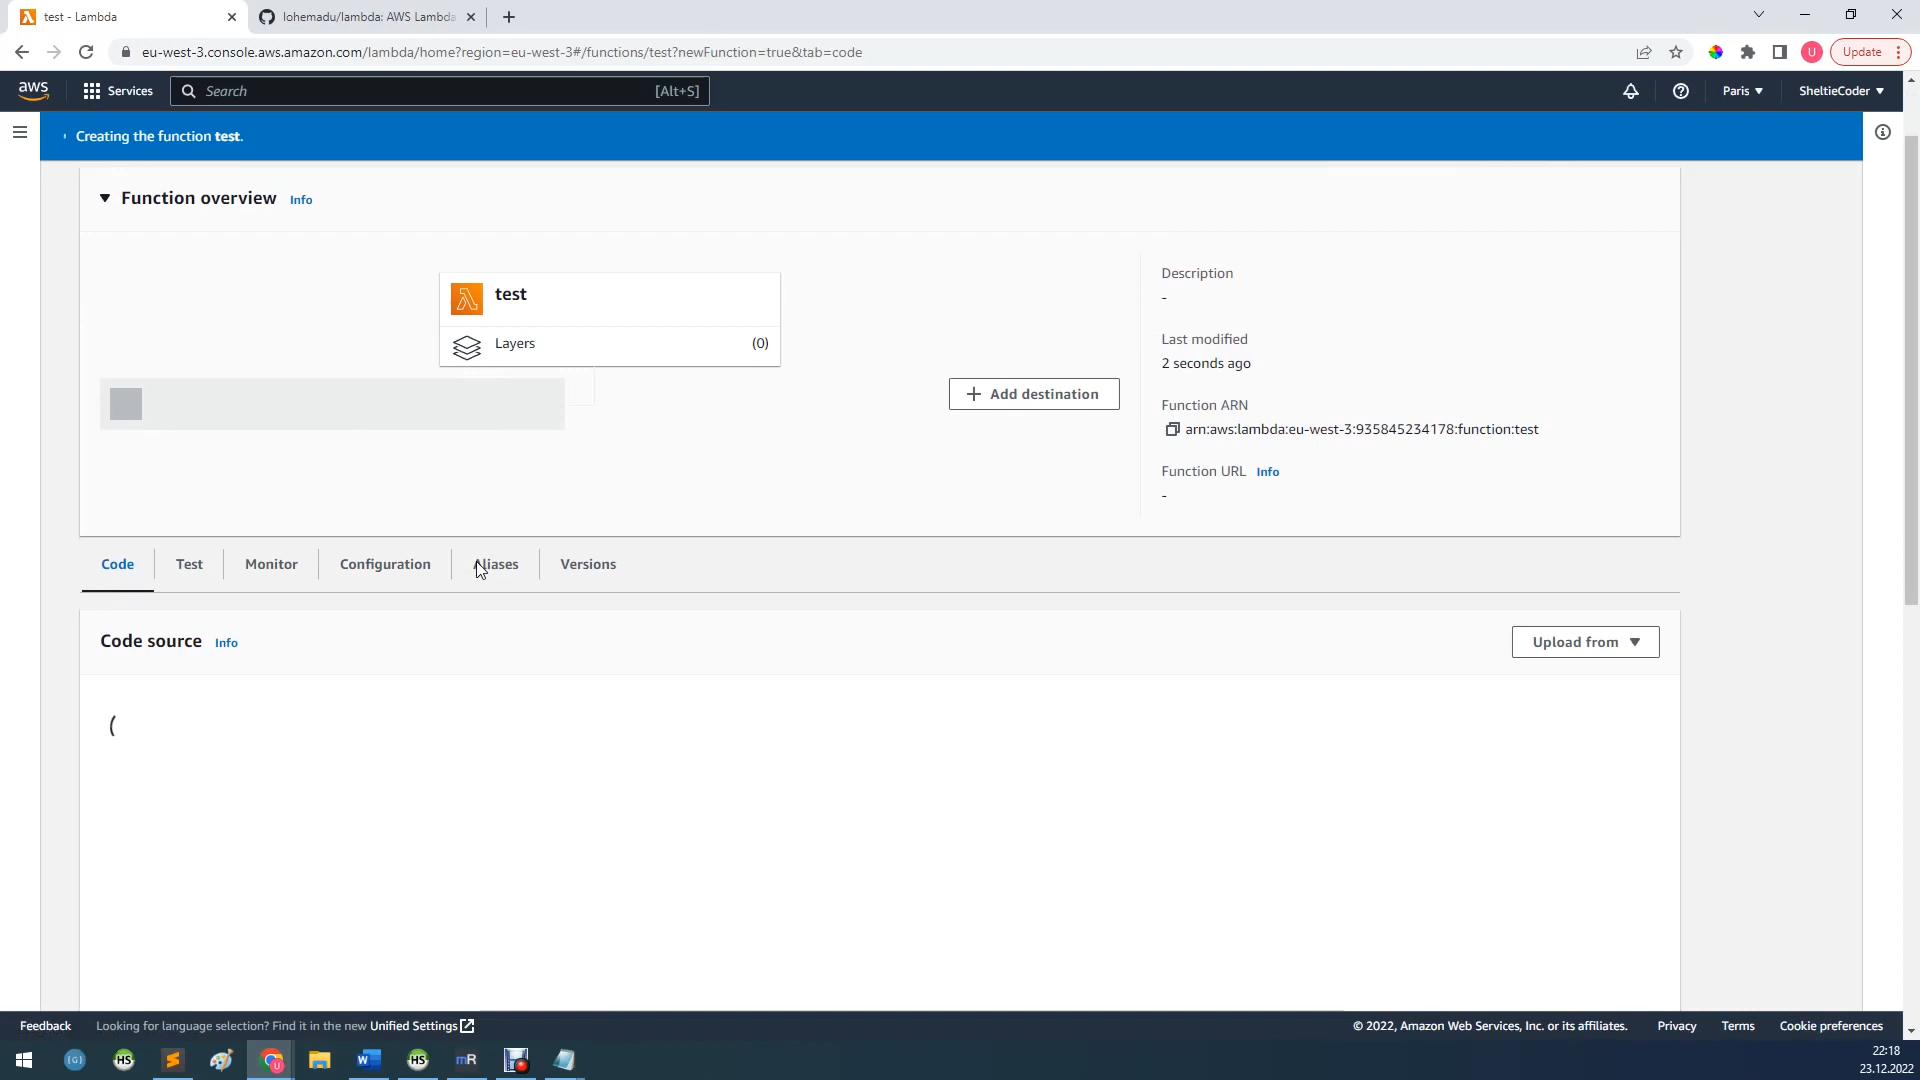 test - Lambda
lohemadu/lambda: AWS Lambda
eu-west-3.console.aws.amazon.com/lambda/home?region=eu-west-3#/functions/test?newFunction=true&tab=code
U
Update
aws
Services
Search
[Alt+S]
Paris
SheltieCoder
Creating the function test.
Function overview
Info
test
Layers
(0)
Add destination
Description
-
Last modified
2 seconds ago
Function ARN
arn:aws:lambda:eu-west-3:935845234178:function:test
Function URL Info
-
Code
Test
Monitor
Configuration
Aliases
Versions
Code source
Info
Upload from
Feedback
Looking for language selection? Find it in the new Unified Settings
© 2022, Amazon Web Services, Inc. or its affiliates.
Privacy
Terms
Cookie preferences
HS
U
W
HS
mR
22:18
23.12.2022